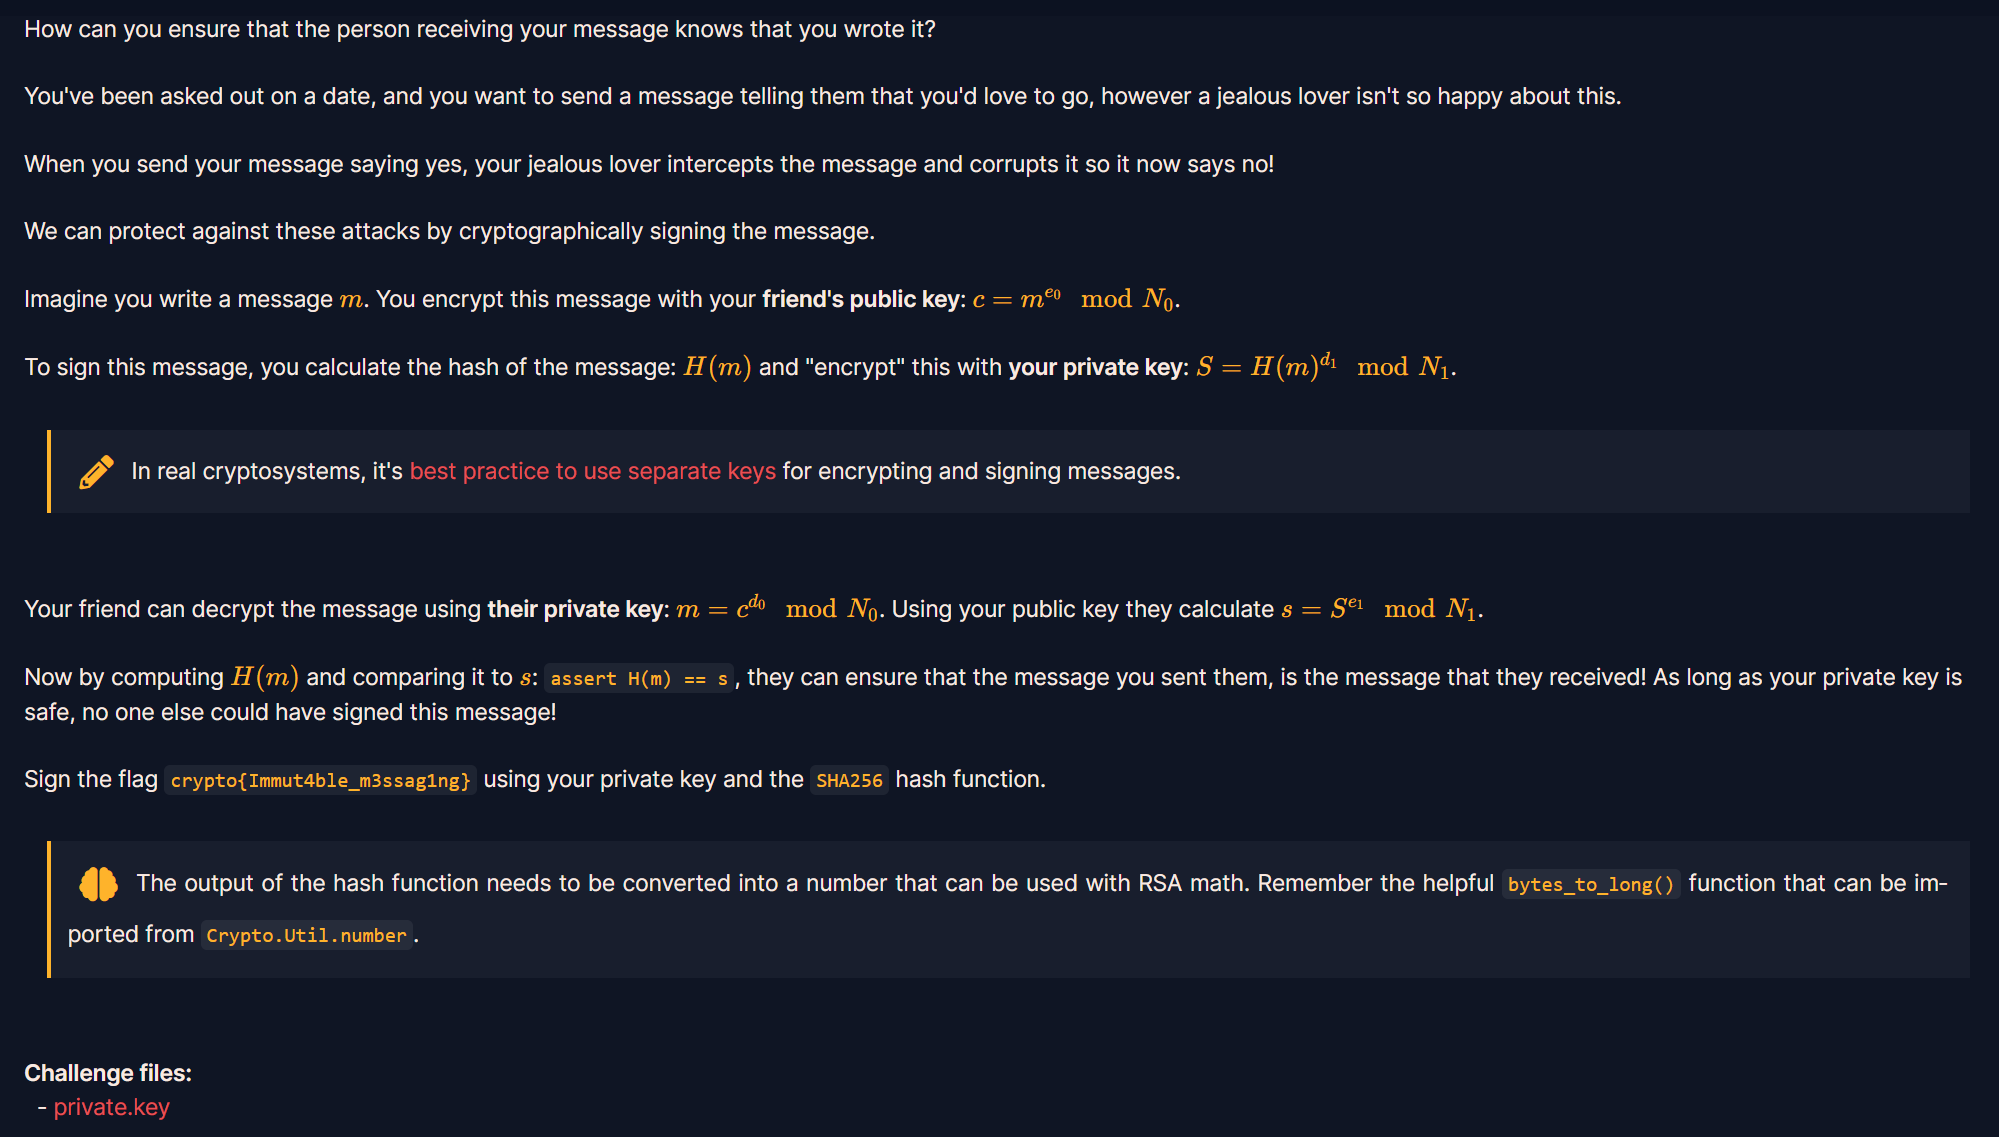 How can you ensure that the person receiving your message knows that you wrote it?
You've been asked out on a date, and you want to send a message telling them that you'd love to go, however a jealous lover isn't so happy about this.
When you send your message saying yes, your jealous lover intercepts the message and corrupts it so it now says no!
We can protect against these attacks by cryptographically signing the message.
Imagine you write a message m. You encrypt this message with your friend's public key: c = m^{e_0} mod N_0.
To sign this message, you calculate the hash of the message: H(m) and "encrypt" this with your private key: S = H(m)^{d_1} mod N_1.
In real cryptosystems, it's best practice to use separate keys for encrypting and signing messages.
Your friend can decrypt the message using their private key: m = c^{d_0} mod N_0. Using your public key they calculate s = S^{e_1} mod N_1.
Now by computing H(m) and comparing it to s: assert H(m) == s, they can ensure that the message you sent them, is the message that they received! As long as your private key is
safe, no one else could have signed this message!
Sign the flag crypto{Immut4ble_m3ssag1ng} using your private key and the SHA256 hash function.
The output of the hash function needs to be converted into a number that can be used with RSA math. Remember the helpful bytes_to_long() function that can be im-
ported from Crypto.Util.number.
Challenge files:
- private.key